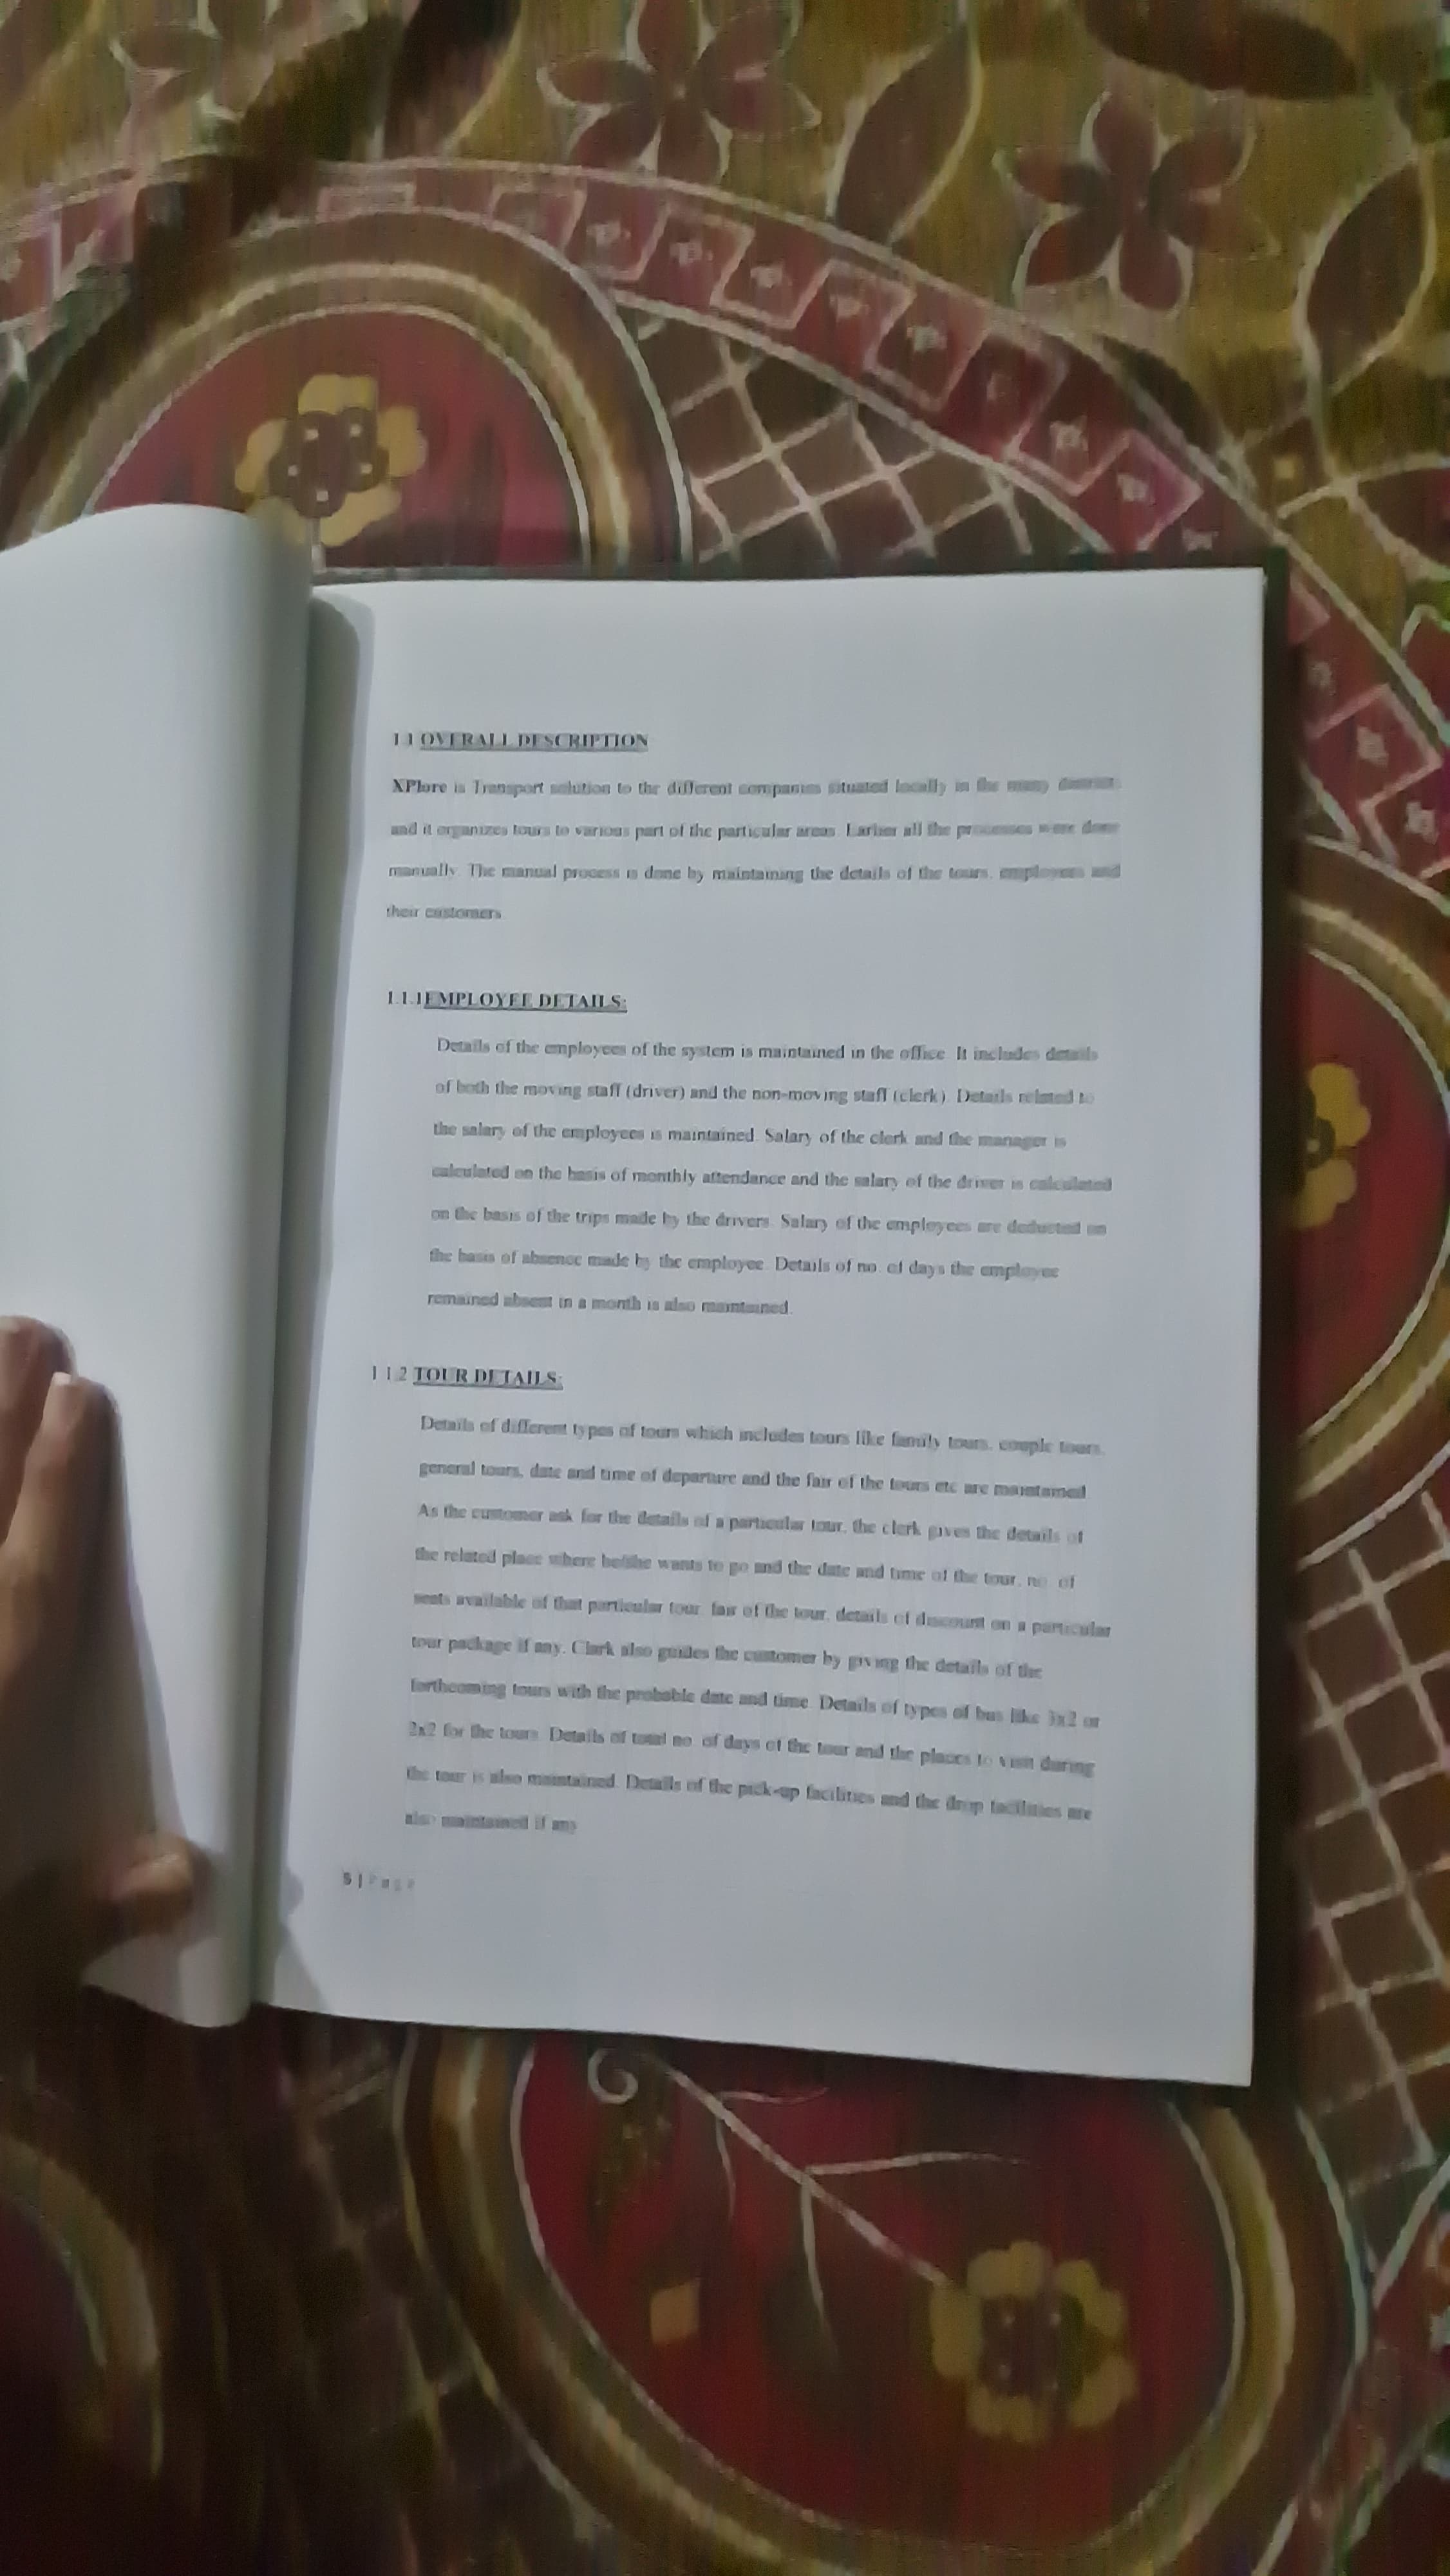 1.1 OVERALL DESCRIPTION
XPlore is Transport solution to the different companies situated locally in the many
and it organizes tours to various part of the particular areas. Earlier all the processes were done
manually. The manual process is done by maintaining the details of the tours, employees and
their customers.
1.1.1EMPLOYEE DETAILS:
Details of the employees of the system is maintained in the office. It includes details
of both the moving staff (driver) and the non-moving staff (clerk). Details related to
the salary of the employees is maintained. Salary of the clerk and the manager is
calculated on the basis of monthly attendance and the salary of the driver is calculated
on the basis of the trips made by the drivers. Salary of the employees are deducted on
the basis of absence made by the employee. Details of no. of days the employee
remained absent in a month is also maintained.
1.1.2 TOUR DETAILS:
Details of different types of tours which includes tours like family tours, couple tours,
general tours, date and time of departure and the fair of the tours etc are maintained.
As the customer ask for the details of a particular tour, the clerk gives the details of
the related place where he/she wants to go and the date and time of the tour, no. of
seats available of that particular tour, fair of the tour, details of discount on a particular
tour package if any. Clark also guides the customer by giving the details of the
forthcoming tours with the probable date and time. Details of types of bus like 3x2 or
2x2 for the tours. Details of total no. of days of the tour and the places to visit during
the tour is also maintained. Details of the pick-up facilities and the drop facilities are
also maintained if any
5 | Page